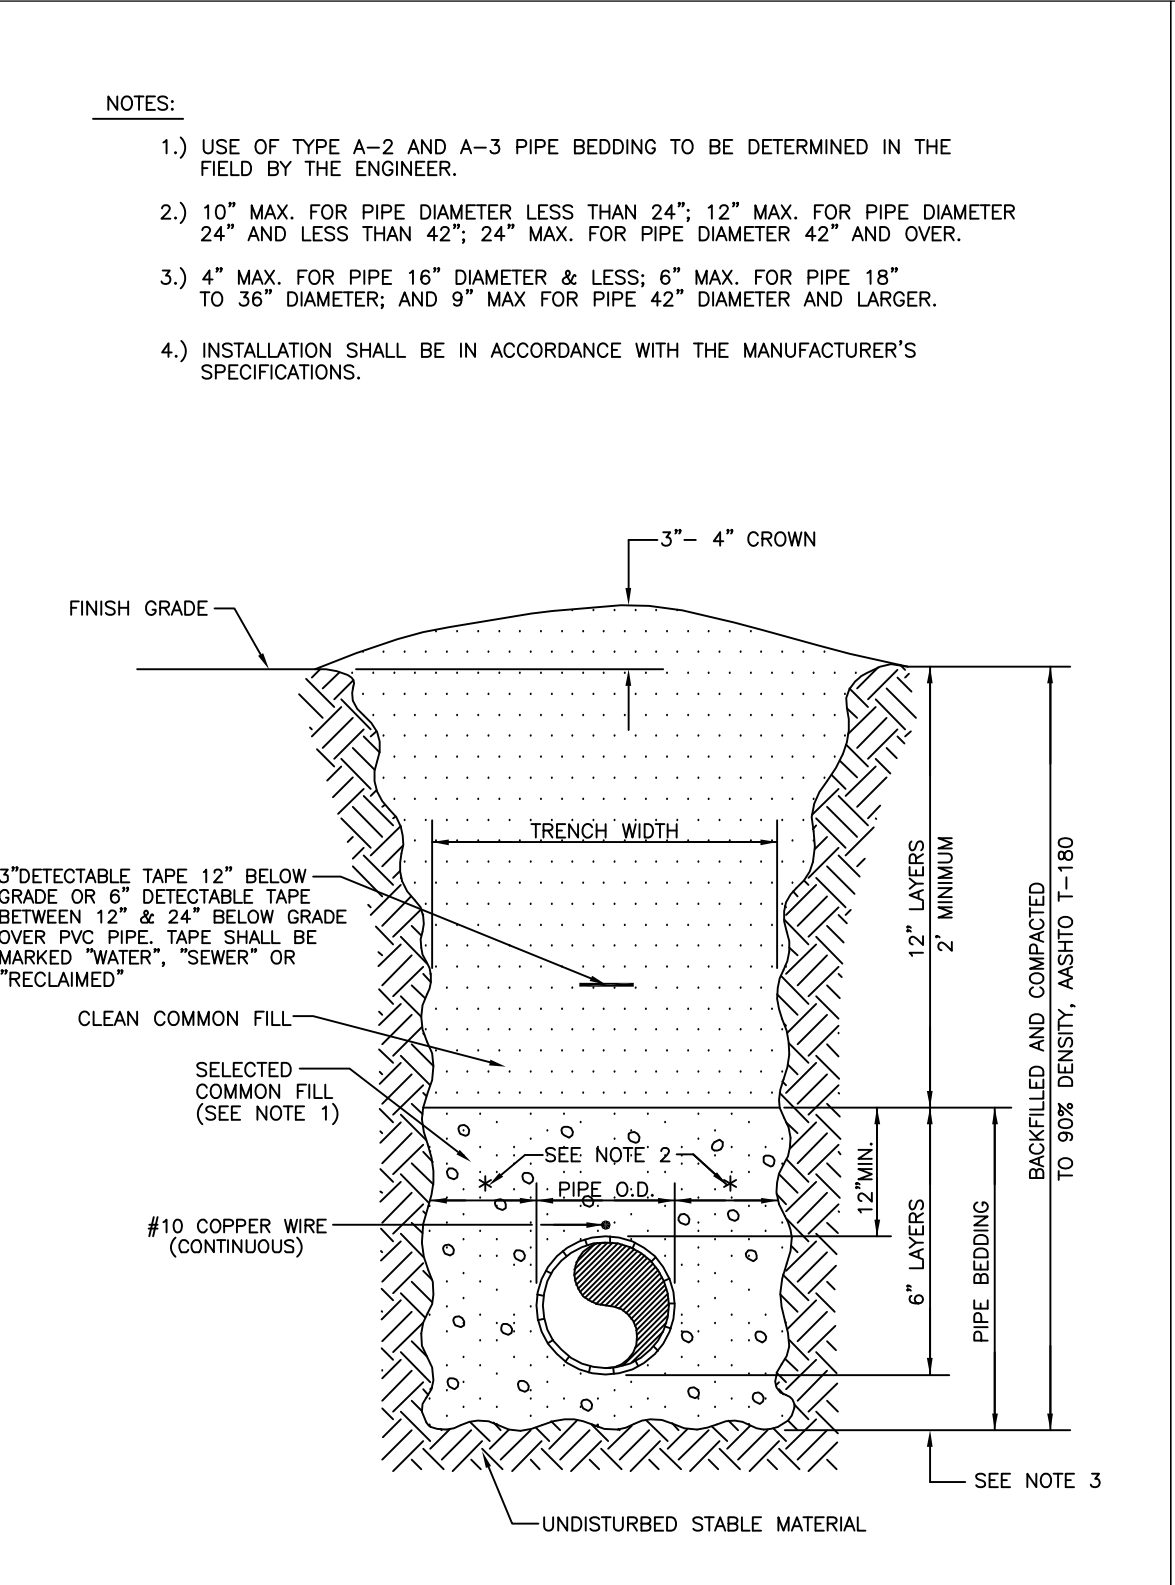 NOTES:
1.) USE OF TYPE A-2 AND A-3 PIPE BEDDING TO BE DETERMINED IN THE
FIELD BY THE ENGINEER.
2.) 10" MAX. FOR PIPE DIAMETER LESS THAN 24"; 12" MAX. FOR PIPE DIAMETER
24" AND LESS THAN 42"; 24" MAX. FOR PIPE DIAMETER 42" AND OVER.
3.) 4" MAX. FOR PIPE 16" DIAMETER & LESS; 6" MAX. FOR PIPE 18"
TO 36" DIAMETER; AND 9" MAX FOR PIPE 42" DIAMETER AND LARGER.
4.) INSTALLATION SHALL BE IN ACCORDANCE WITH THE MANUFACTURER'S
SPECIFICATIONS.
3"- 4" CROWN
FINISH GRADE
TRENCH WIDTH
3"DETECTABLE TAPE 12" BELOW
GRADE OR 6" DETECTABLE TAPE
BETWEEN 12" & 24" BELOW GRADE
OVER PVC PIPE. TAPE SHALL BE
MARKED "WATER", "SEWER" OR
"RECLAIMED"
CLEAN COMMON FILL
SELECTED
COMMON FILL
(SEE NOTE 1)
SEE NOTE 2
* *
PIPE O.D.
#10 COPPER WIRE
(CONTINUOUS)
12" LAYERS
2' MINIMUM
12"MIN.
6" LAYERS
PIPE BEDDING
BACKFILLED AND COMPACTED
TO 90% DENSITY, AASHTO T-180
SEE NOTE 3
UNDISTURBED STABLE MATERIAL